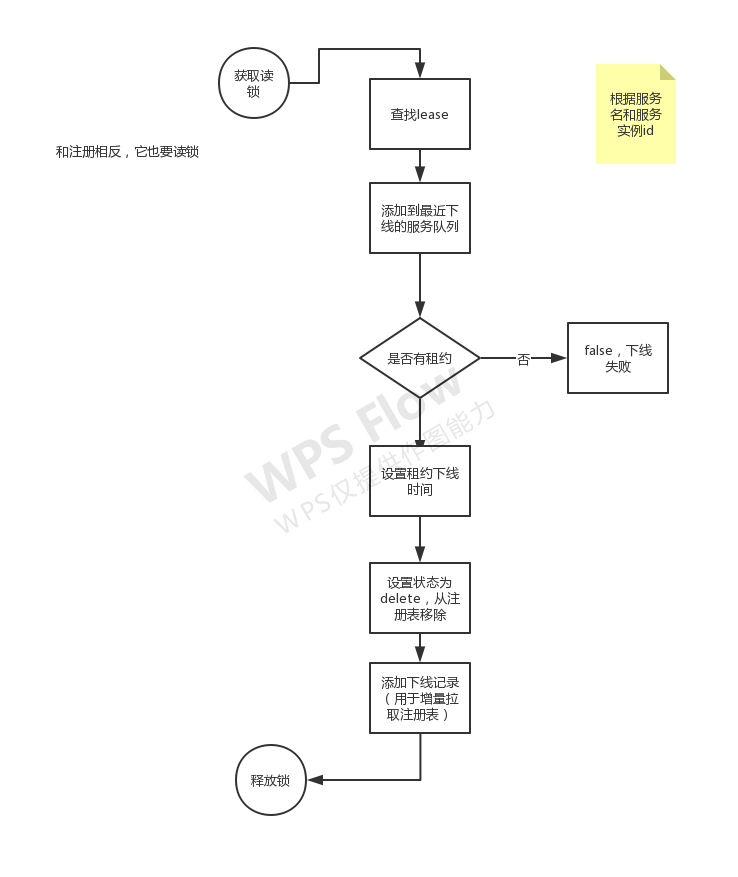 获取读
锁
查找lease
根据服务
名和服务
实例id
和注册相反，它也要读锁
添加到最近下
线的服务队列
是否有租约
否
false，下线
失败
WPS Flow
WPS仅提供作图能力
设置租约下线
时间
设置状态为
delete，从注
册表移除
添加下线记录
（用于增量拉
取注册表）
释放锁